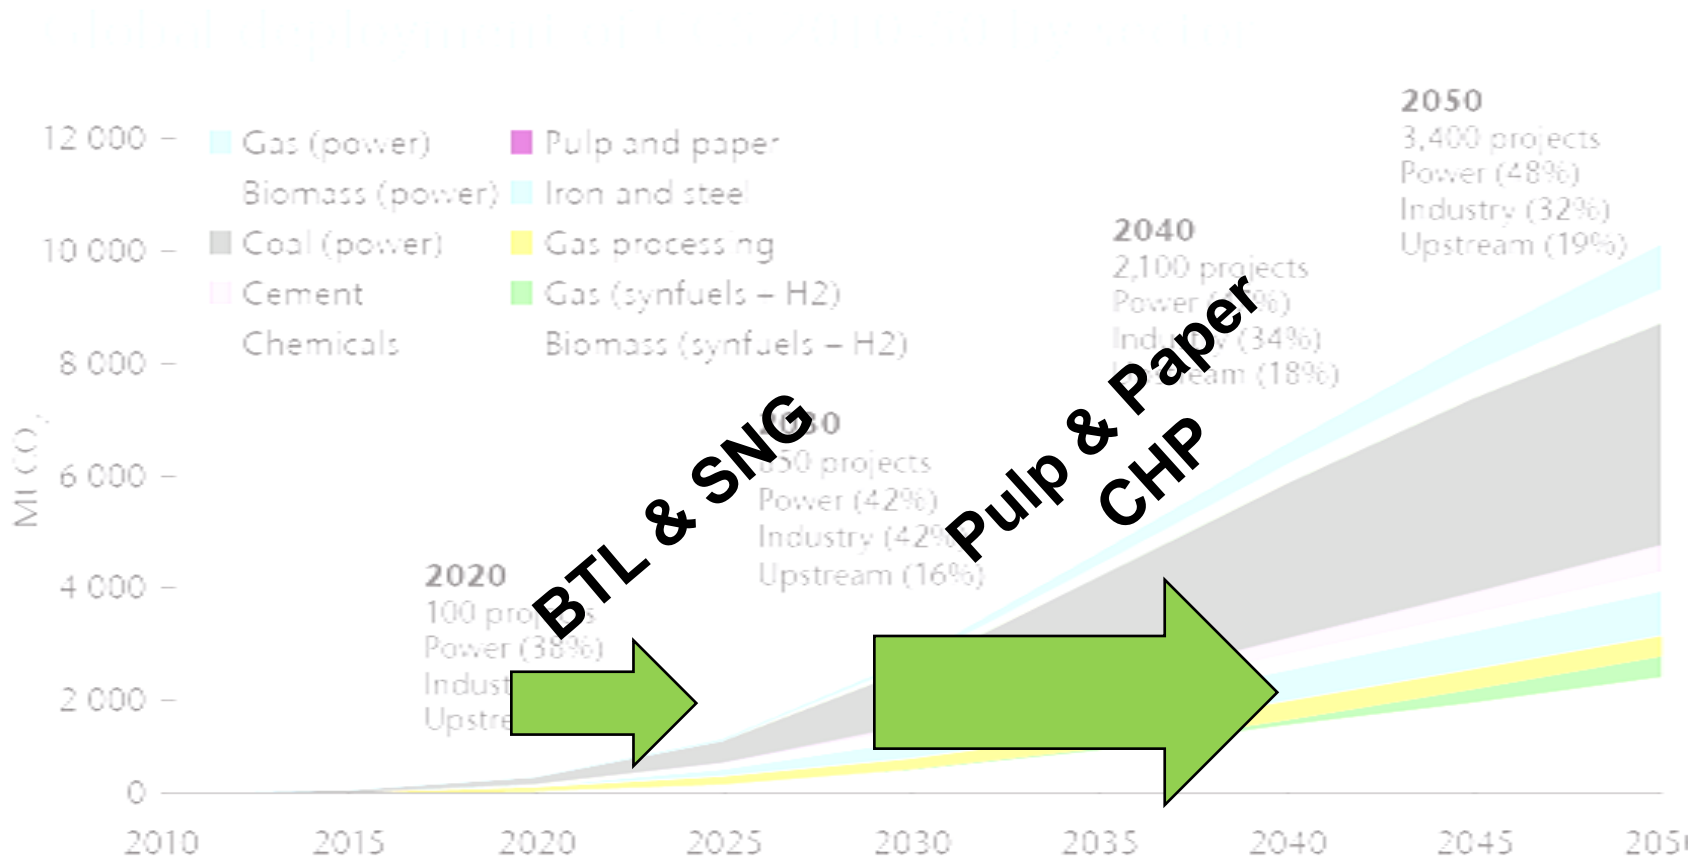 12 000
10 000
8 000
6 000
4 000
2 000
0
Mt CO
Gas (power)
Biomass (power)
Coal (power)
Cement
Chemicals
Pulp and paper
Iron and steel
Gas processing
Gas (synfuels – H2)
Biomass (synfuels – H2)
2020
100
Power (38%)
BTL & SNG
850 projects
Power (42%)
Industry (42%)
Upstream (16%)
Pulp & Paper
CHP
2040
2,100 projects
Power
(34%)
(18%)
2050
3,400 projects
Power (48%)
Industry (32%)
Upstream (19%)
2010
2015
2020
2025
2030
2035
2040
2045